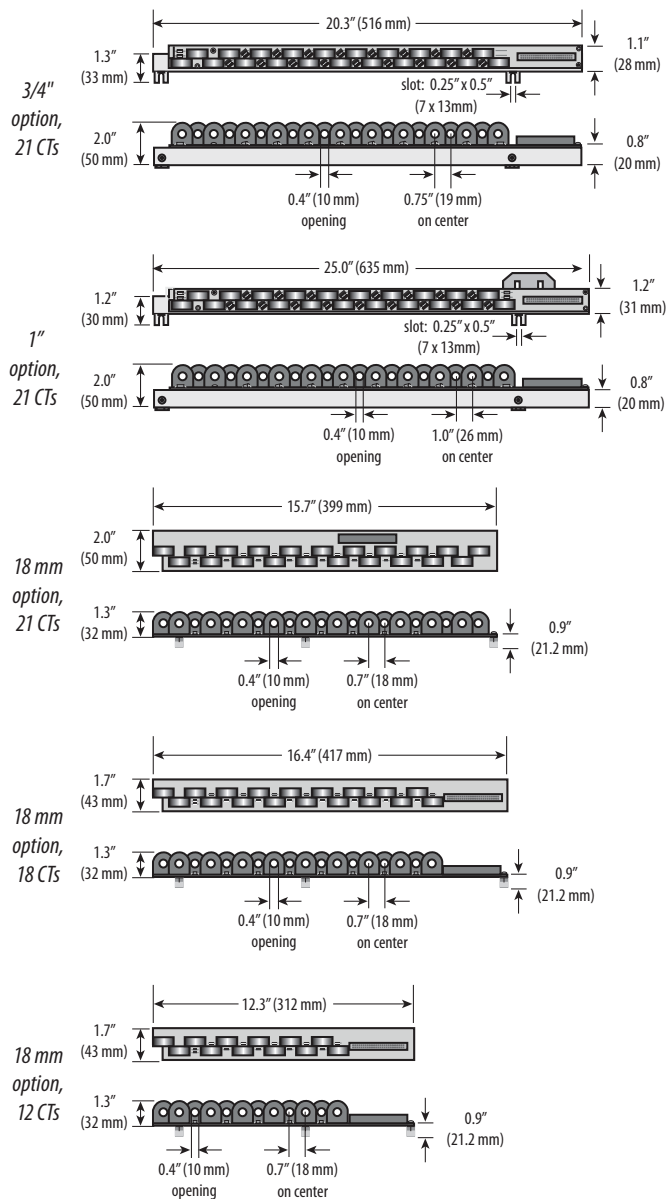 3/4"
option,
21 CTs
20.3" (516 mm)
1.3"
(33 mm)
1.1"
(28 mm)
slot: 0.25" x 0.5"
(7 x 13mm)
2.0"
(50 mm)
0.8"
(20 mm)
0.4" (10 mm)
opening
0.75" (19 mm)
on center
1"
option,
21 CTs
25.0" (635 mm)
1.2"
(30 mm)
1.2"
(31 mm)
slot: 0.25" x 0.5"
(7 x 13mm)
2.0"
(50 mm)
0.8"
(20 mm)
0.4" (10 mm)
opening
1.0" (26 mm)
on center
18 mm
option,
21 CTs
15.7" (399 mm)
2.0"
(50 mm)
1.3"
(32 mm)
0.9"
(21.2 mm)
0.4" (10 mm)
opening
0.7" (18 mm)
on center
18 mm
option,
18 CTs
16.4" (417 mm)
1.7"
(43 mm)
1.3"
(32 mm)
0.9"
(21.2 mm)
0.4" (10 mm)
opening
0.7" (18 mm)
on center
18 mm
option,
12 CTs
12.3" (312 mm)
1.7"
(43 mm)
1.3"
(32 mm)
0.9"
(21.2 mm)
0.4" (10 mm)
opening
0.7" (18 mm)
on center